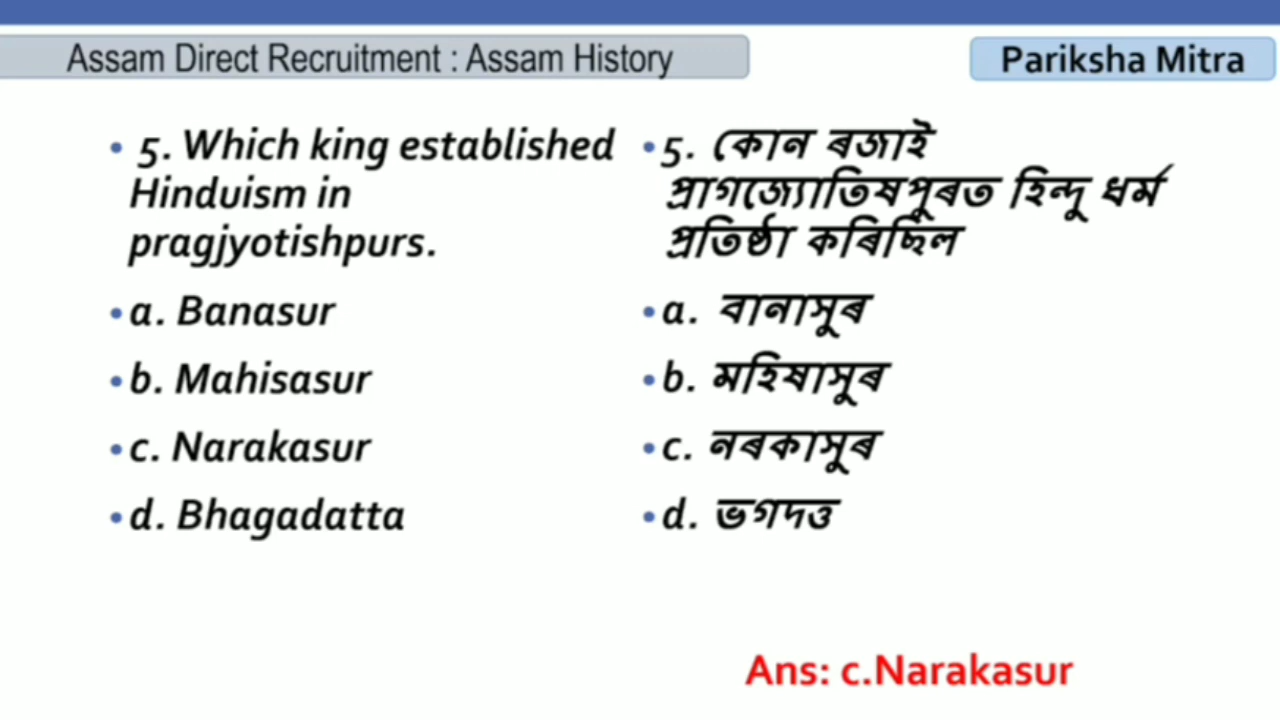 Assam Direct Recruitment : Assam History
Pariksha Mitra
• 5. Which king established
Hinduism in
pragjyotishpurs.
• a. Banasur
• b. Mahisasur
• c. Narakasur
• d. Bhagadatta
• 5. কোন ৰজাই
প্ৰাগজ্যোতিষপুৰত হিন্দু ধৰ্ম
প্ৰতিষ্ঠা কৰিছিল
• a. বানাসুৰ
• b. মহিষাসুৰ
• c. নৰকাসুৰ
• d. ভগদত্ত
Ans: c.Narakasur